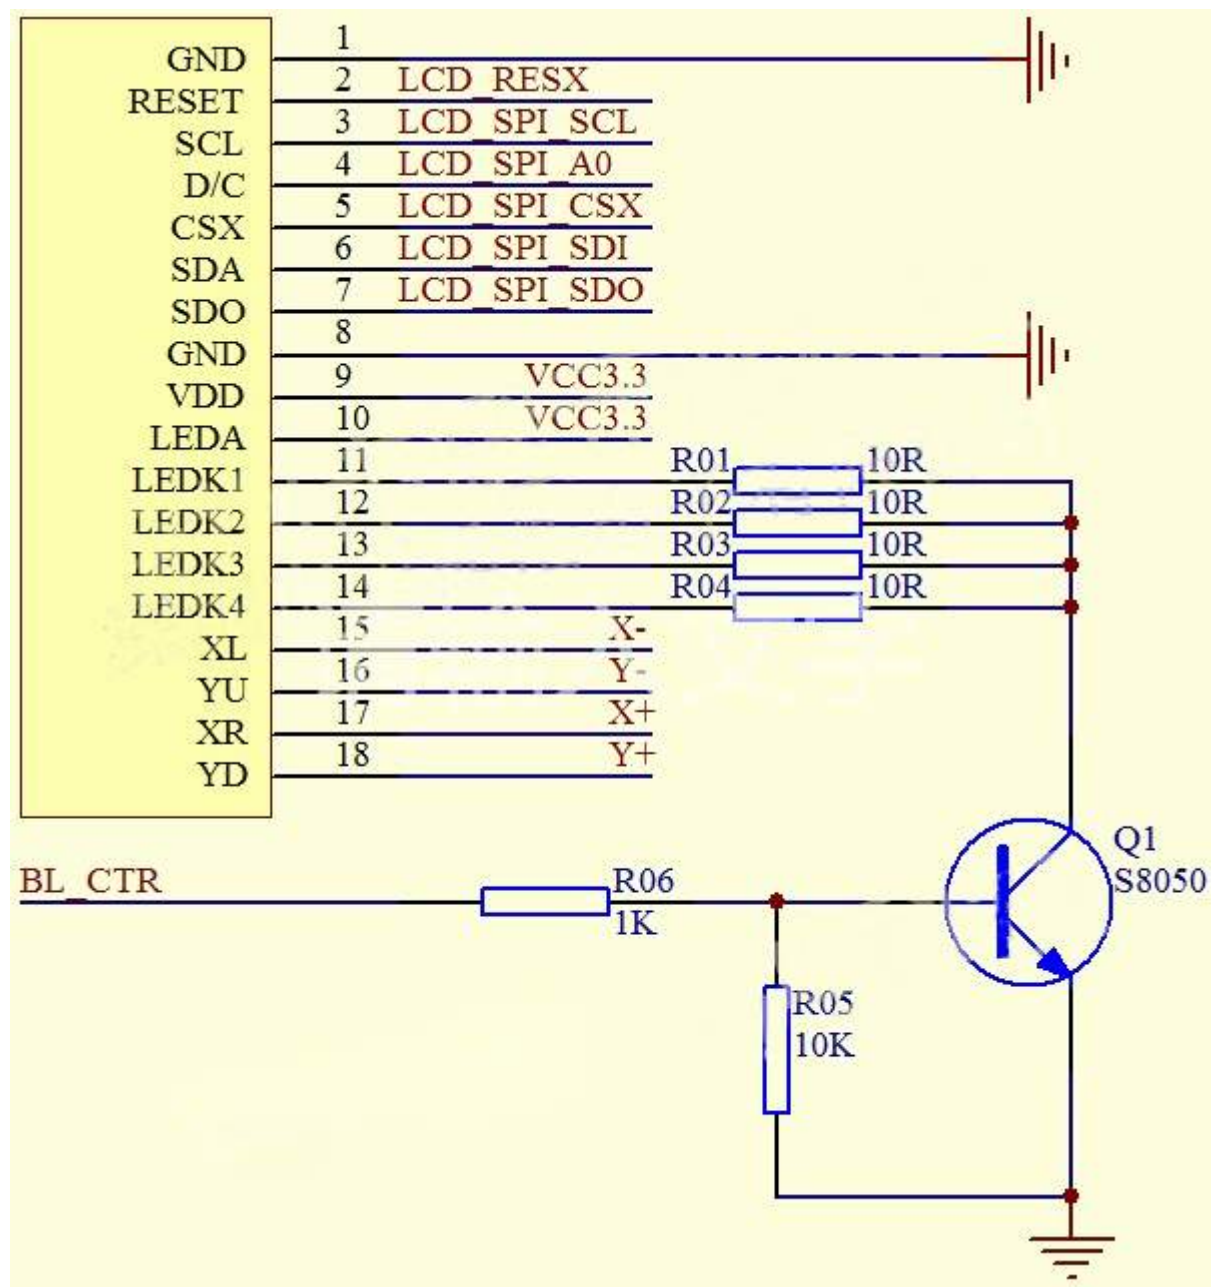 1
GND
2 LCD_RESX
RESET
3 LCD_SPI_SCL
SCL
4 LCD_SPI_A0
D/C
5 LCD_SPI_CSX
CSX
6 LCD_SPI_SDI
SDA
7 LCD_SPI_SDO
SDO
8
GND
9 VCC3.3
VDD
10 VCC3.3
LEDA
11 R01 10R
LEDK1
12 R02 10R
LEDK2
13 R03 10R
LEDK3
14 R04 10R
LEDK4
15 X-
XL
16 Y-
YU
17 X+
XR
18 Y+
YD
Q1
S8050
BL_CTR
R06
1K
R05
10K